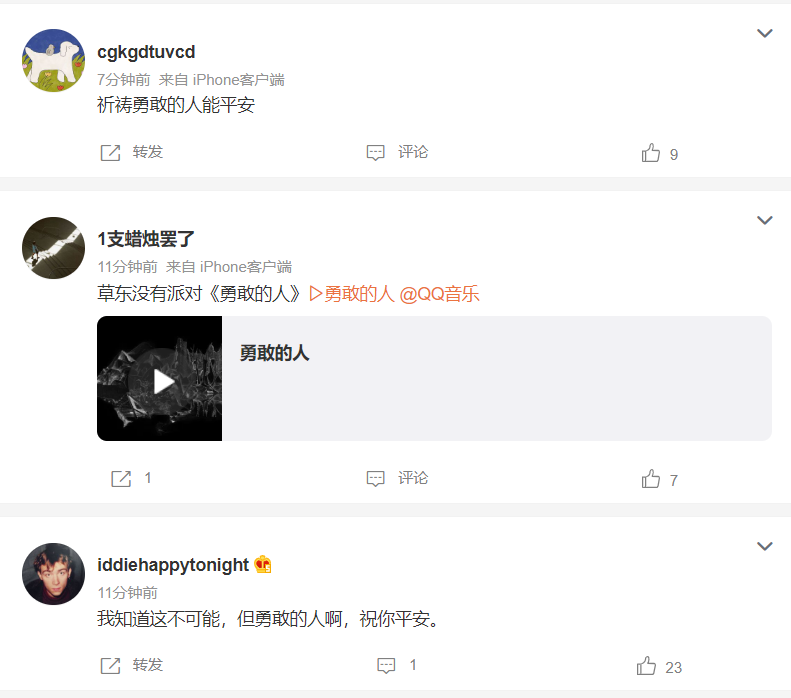 cgkgdtuvcd
7分钟前 来自 iPhone客户端
祈祷勇敢的人能平安
转发 评论 9
1支蜡烛罢了
11分钟前 来自 iPhone客户端
草东没有派对《勇敢的人》勇敢的人 @QQ音乐
勇敢的人
1 评论 7
iddiehappytonight
11分钟前
我知道这不可能，但勇敢的人啊，祝你平安。
转发 1 23